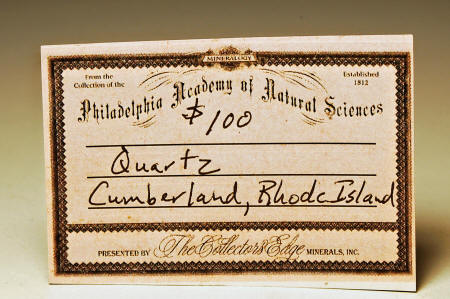 MINERALOGY
From the
Collection of the
Established
1812
Philadelphia Academy of Natural Sciences
$100
Quartz
Cumberland, Rhode Island
PRESENTED BY The Collector's Edge MINERALS, INC.